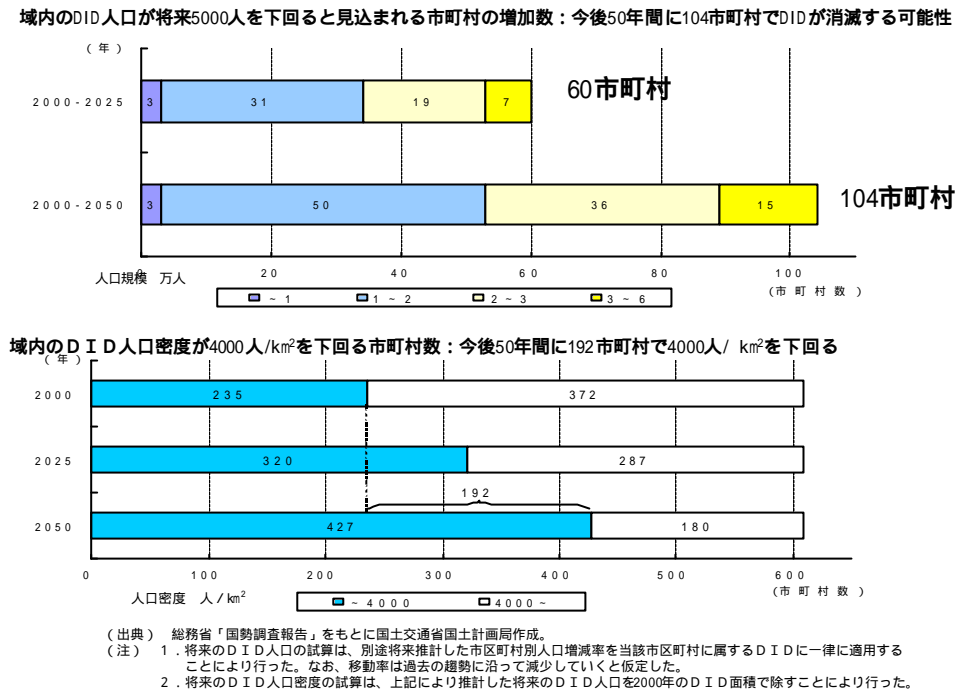 域内のDID人口が将来5000人を下回ると見込まれる市町村の増加数：今後50年間に104市町村でDIDが消滅する可能性
（年）
2000-2025 3 31 19 7 60市町村
2000-2050 3 50 36 15 104市町村
0 20 40 60 80 100
人口規模 万人 （市町村数）
～1 1～2 2～3 3～6
域内のＤＩＤ人口密度が4000人/km²を下回る市町村数：今後50年間に192市町村で4000人/ km²を下回る
（年）
2000 235 372
2025 320 287
192
2050 427 180
0 100 200 300 400 500 600
人口密度 人/km² （市町村数）
～4000 4000～
（出典） 総務省「国勢調査報告」をもとに国土交通省国土計画局作成。
（注） １．将来のＤＩＤ人口の試算は、別途将来推計した市区町村別人口増減率を当該市区町村に属するＤＩＤに一律に適用する
ことにより行った。なお、移動率は過去の趨勢に沿って減少していくと仮定した。
２．将来のＤＩＤ人口密度の試算は、上記により推計した将来のＤＩＤ人口を2000年のＤＩＤ面積で除すことにより行った。